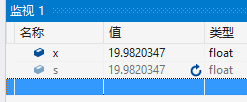 监视 1
名称 值 类型
x 19.9820347 float
s 19.9820347 float